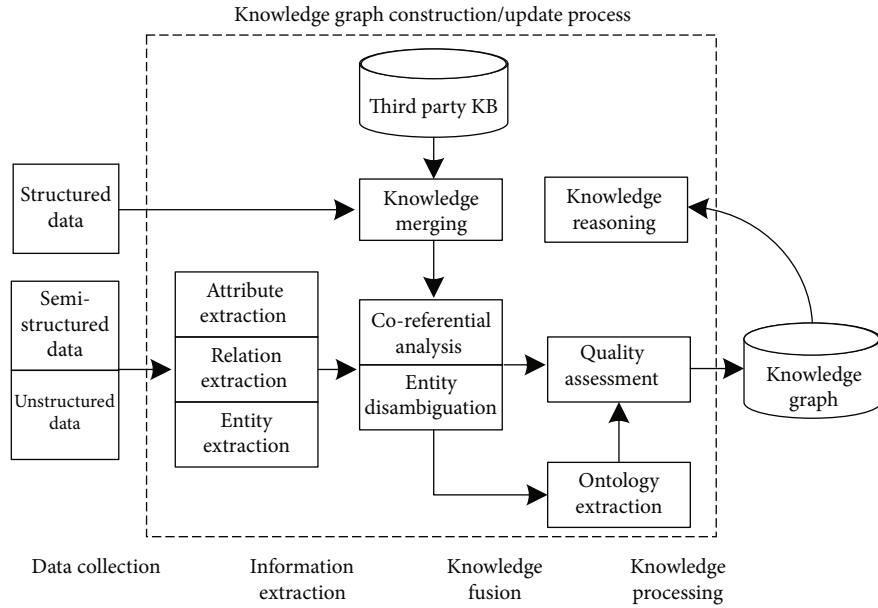 Knowledge graph construction/update process
Third party KB
Structured
data
Knowledge
merging
Knowledge
reasoning
Semi-
structured
data
Unstructured
data
Attribute
extraction
Relation
extraction
Entity
extraction
Co-referential
analysis
Entity
disambiguation
Quality
assessment
Knowledge
graph
Ontology
extraction
Data collection
Information
extraction
Knowledge
fusion
Knowledge
processing